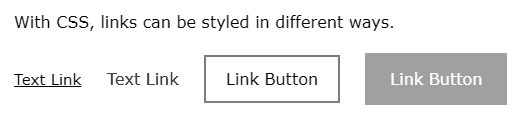 With CSS, links can be styled in different ways.
Text Link Text Link Link Button Link Button